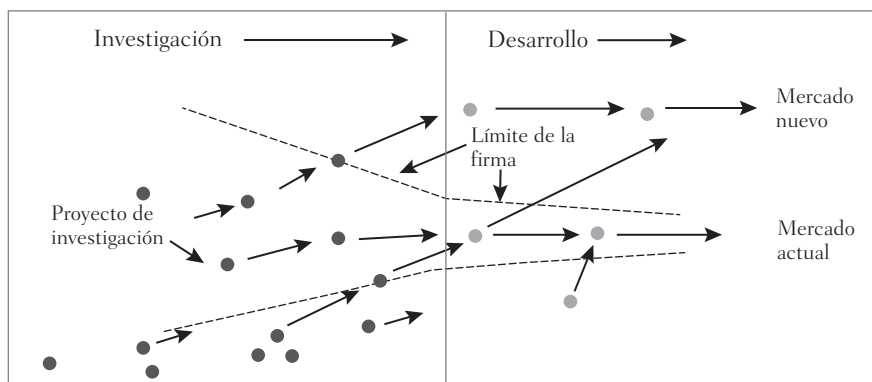 Investigación
Desarrollo
Mercado
nuevo
Límite de la
firma
Proyecto de
investigación
Mercado
actual